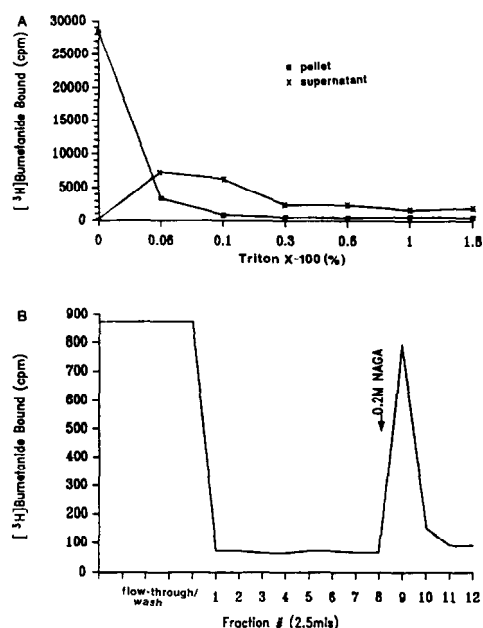 A
[³H]Bumetanide Bound (cpm)
30000
25000
20000
15000
10000
5000
0
pellet
× supernatant
0
0.06
0.1
0.3
0.6
1
1.5
Triton X-100 (%)
B
[³H]Bumetanide Bound (cpm)
900
800
700
600
500
400
300
200
100
0
0.2M NAGA
flow-through/
wash
1 2 3 4 5 6 7 8 9 10 11 12
Fraction # (2.5mls)